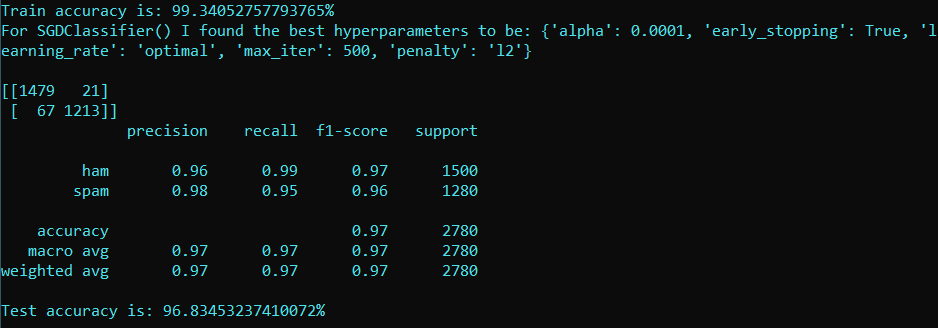 Train accuracy is: 99.34052757793765%
For SGDClassifier() I found the best hyperparameters to be: {'alpha': 0.0001, 'early_stopping': True, 'l
earning_rate': 'optimal', 'max_iter': 500, 'penalty': 'l2'}
[[1479   21]
 [  67 1213]]
              precision    recall  f1-score   support
         ham       0.96      0.99      0.97      1500
        spam       0.98      0.95      0.96      1280
    accuracy                           0.97      2780
   macro avg       0.97      0.97      0.97      2780
weighted avg       0.97      0.97      0.97      2780
Test accuracy is: 96.83453237410072%